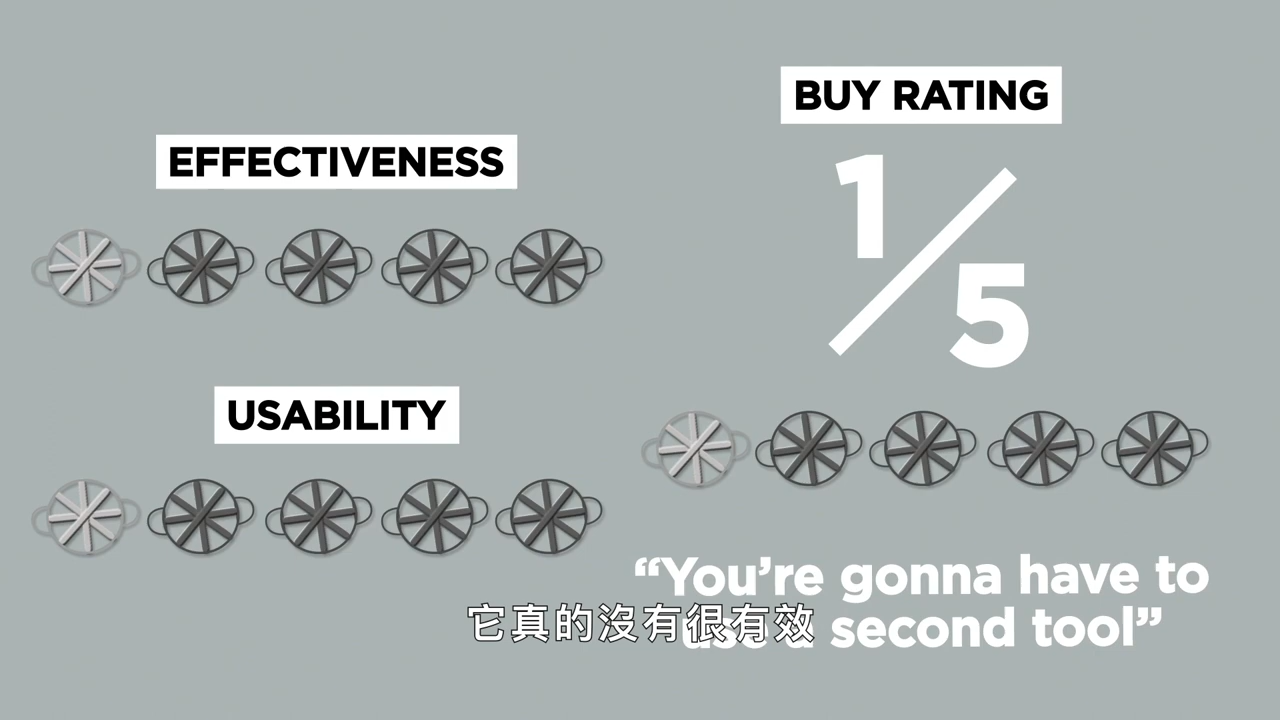 EFFECTIVENESS
USABILITY
BUY RATING
1/5
“You’re gonna have to
use a second tool”
它真的沒有很有效